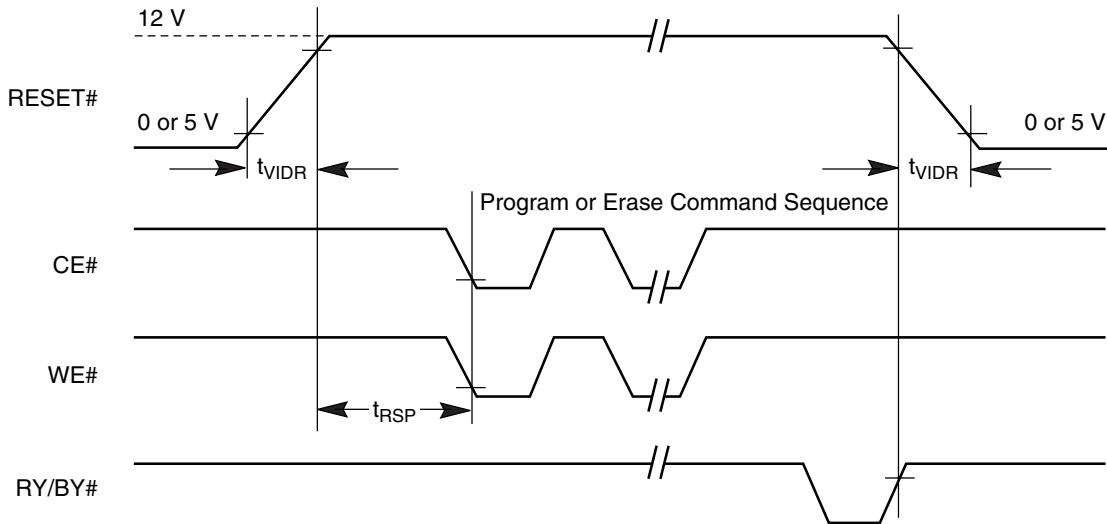 12 V
RESET#
0 or 5 V
0 or 5 V
tVIDR
tVIDR
Program or Erase Command Sequence
CE#
WE#
tRSP
RY/BY#